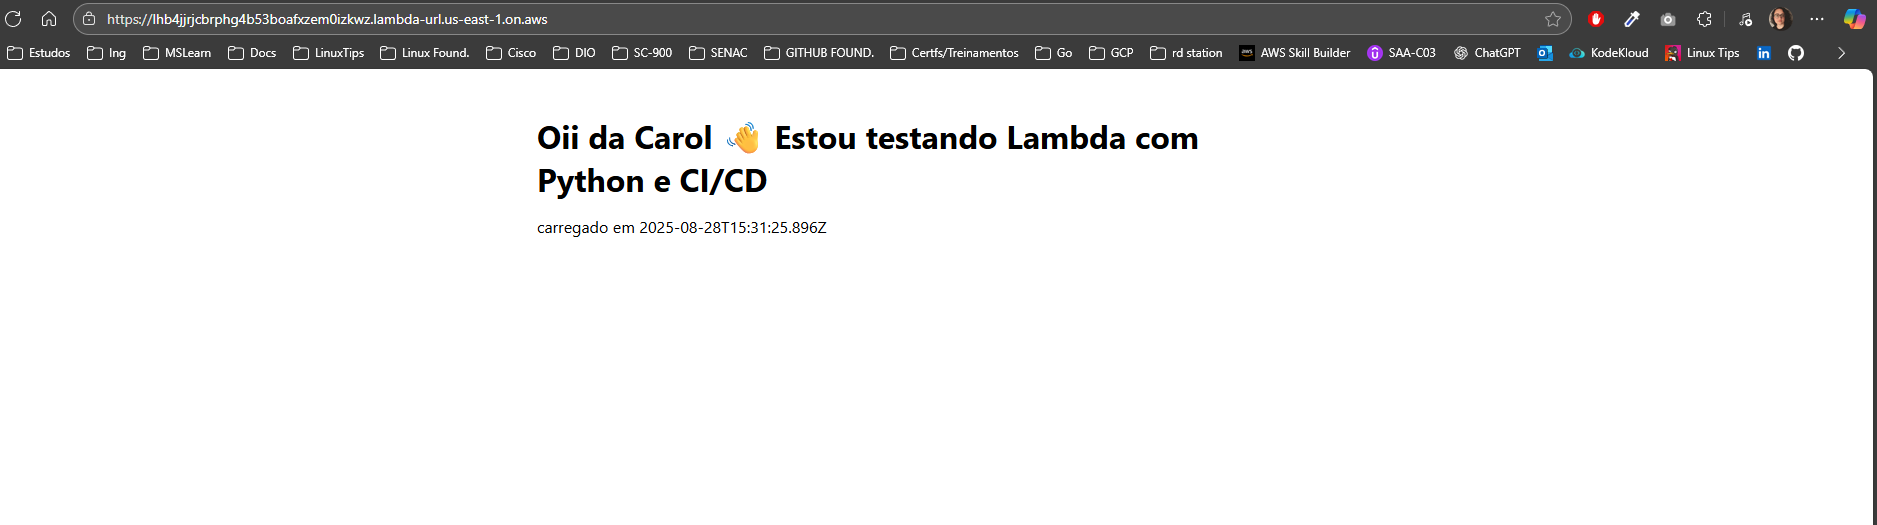 https://lhb4jjrjcbrphg4b53boafxzem0izkwz.lambda-url.us-east-1.on.aws
Estudos Ing MSLearn Docs LinuxTips Linux Found. Cisco DIO SC-900 SENAC GITHUB FOUND. Certfs/Treinamentos Go GCP rd station aws AWS Skill Builder SAA-C03 ChatGPT KodeKloud Linux Tips in
Oii da Carol 👋 Estou testando Lambda com
Python e CI/CD
carregado em 2025-08-28T15:31:25.896Z